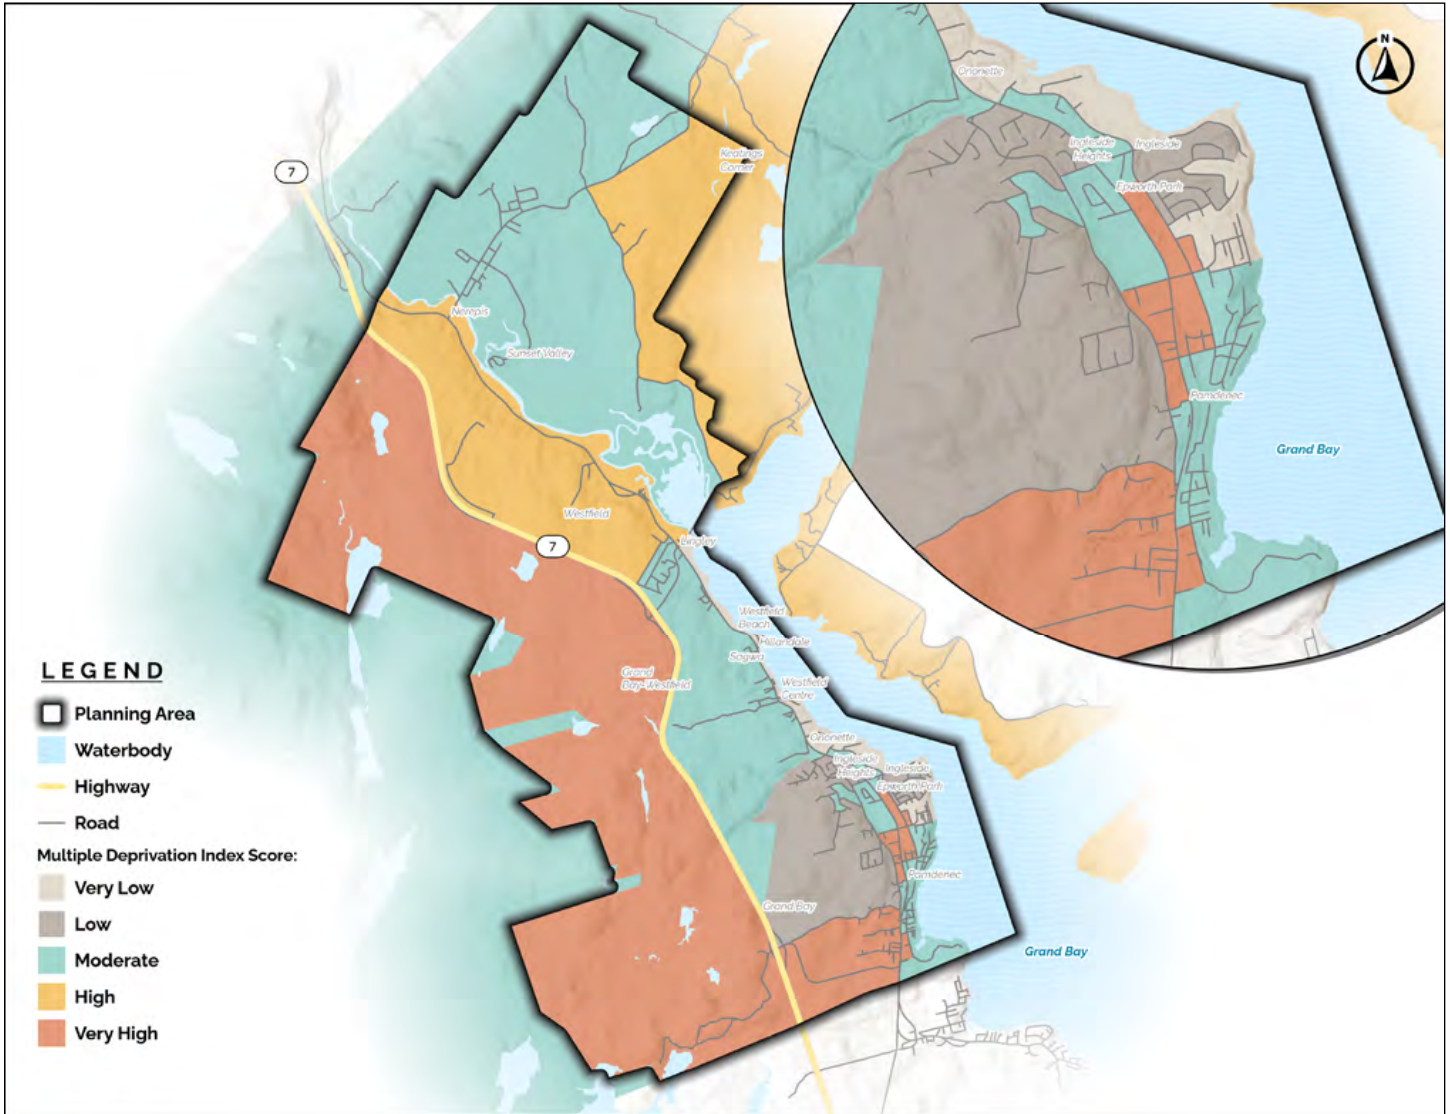 N
Ononette
Ingleside
Heights
Ingleside
Epworth Park
Pamdenec
Grand Bay
Keatings
Corner
7
Nerepis
Sunset Valley
Westfield
7
Lingley
Westfield
Beach
Hillandale
Sagwa
Grand
Bay-Westfield
Westfield
Centre
Ononette
Ingleside
Heights
Ingleside
Epworth Park
Pamdenec
Grand Bay
Grand Bay
LEGEND
Planning Area
Waterbody
Highway
Road
Multiple Deprivation Index Score:
Very Low
Low
Moderate
High
Very High